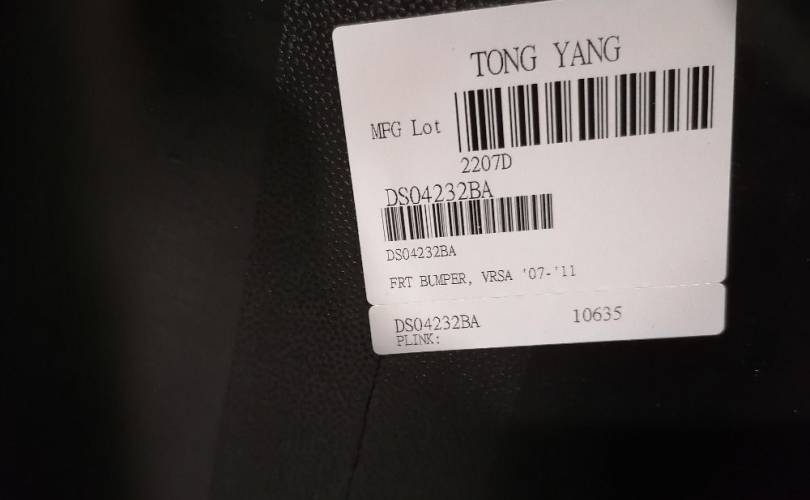 TONG YANG
MFG Lot
2207D
DS04232BA
DS04232BA
FRT BUMPER, VRSA '07-'11
DS04232BA 10635
PLINK: